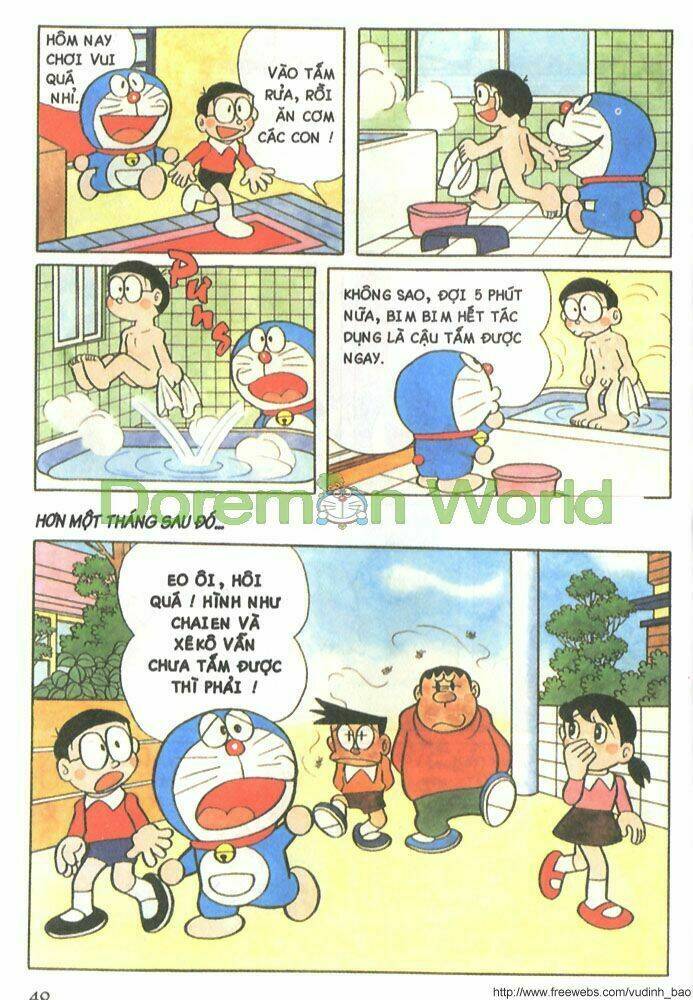 HÔM NAY
CHƠI VUI
QUÁ
NHỈ.
VÀO TẮM
RỬA, RỒI
ĂN CƠM
CÁC CON !
PÙNG
KHÔNG SAO, ĐỢI 5 PHÚT
NỮA, BIM BIM HẾT TÁC
DỤNG LÀ CẬU TẮM ĐƯỢC
NGAY.
Doremon World
HƠN MỘT THÁNG SAU ĐÓ...
EO ÔI, HÔI
QUÁ ! HÌNH NHƯ
CHAIEN VÀ
XÊKÔ VẪN
CHƯA TẮM ĐƯỢC
THÌ PHẢI !
http://www.freewebs.com/vudinh_bao